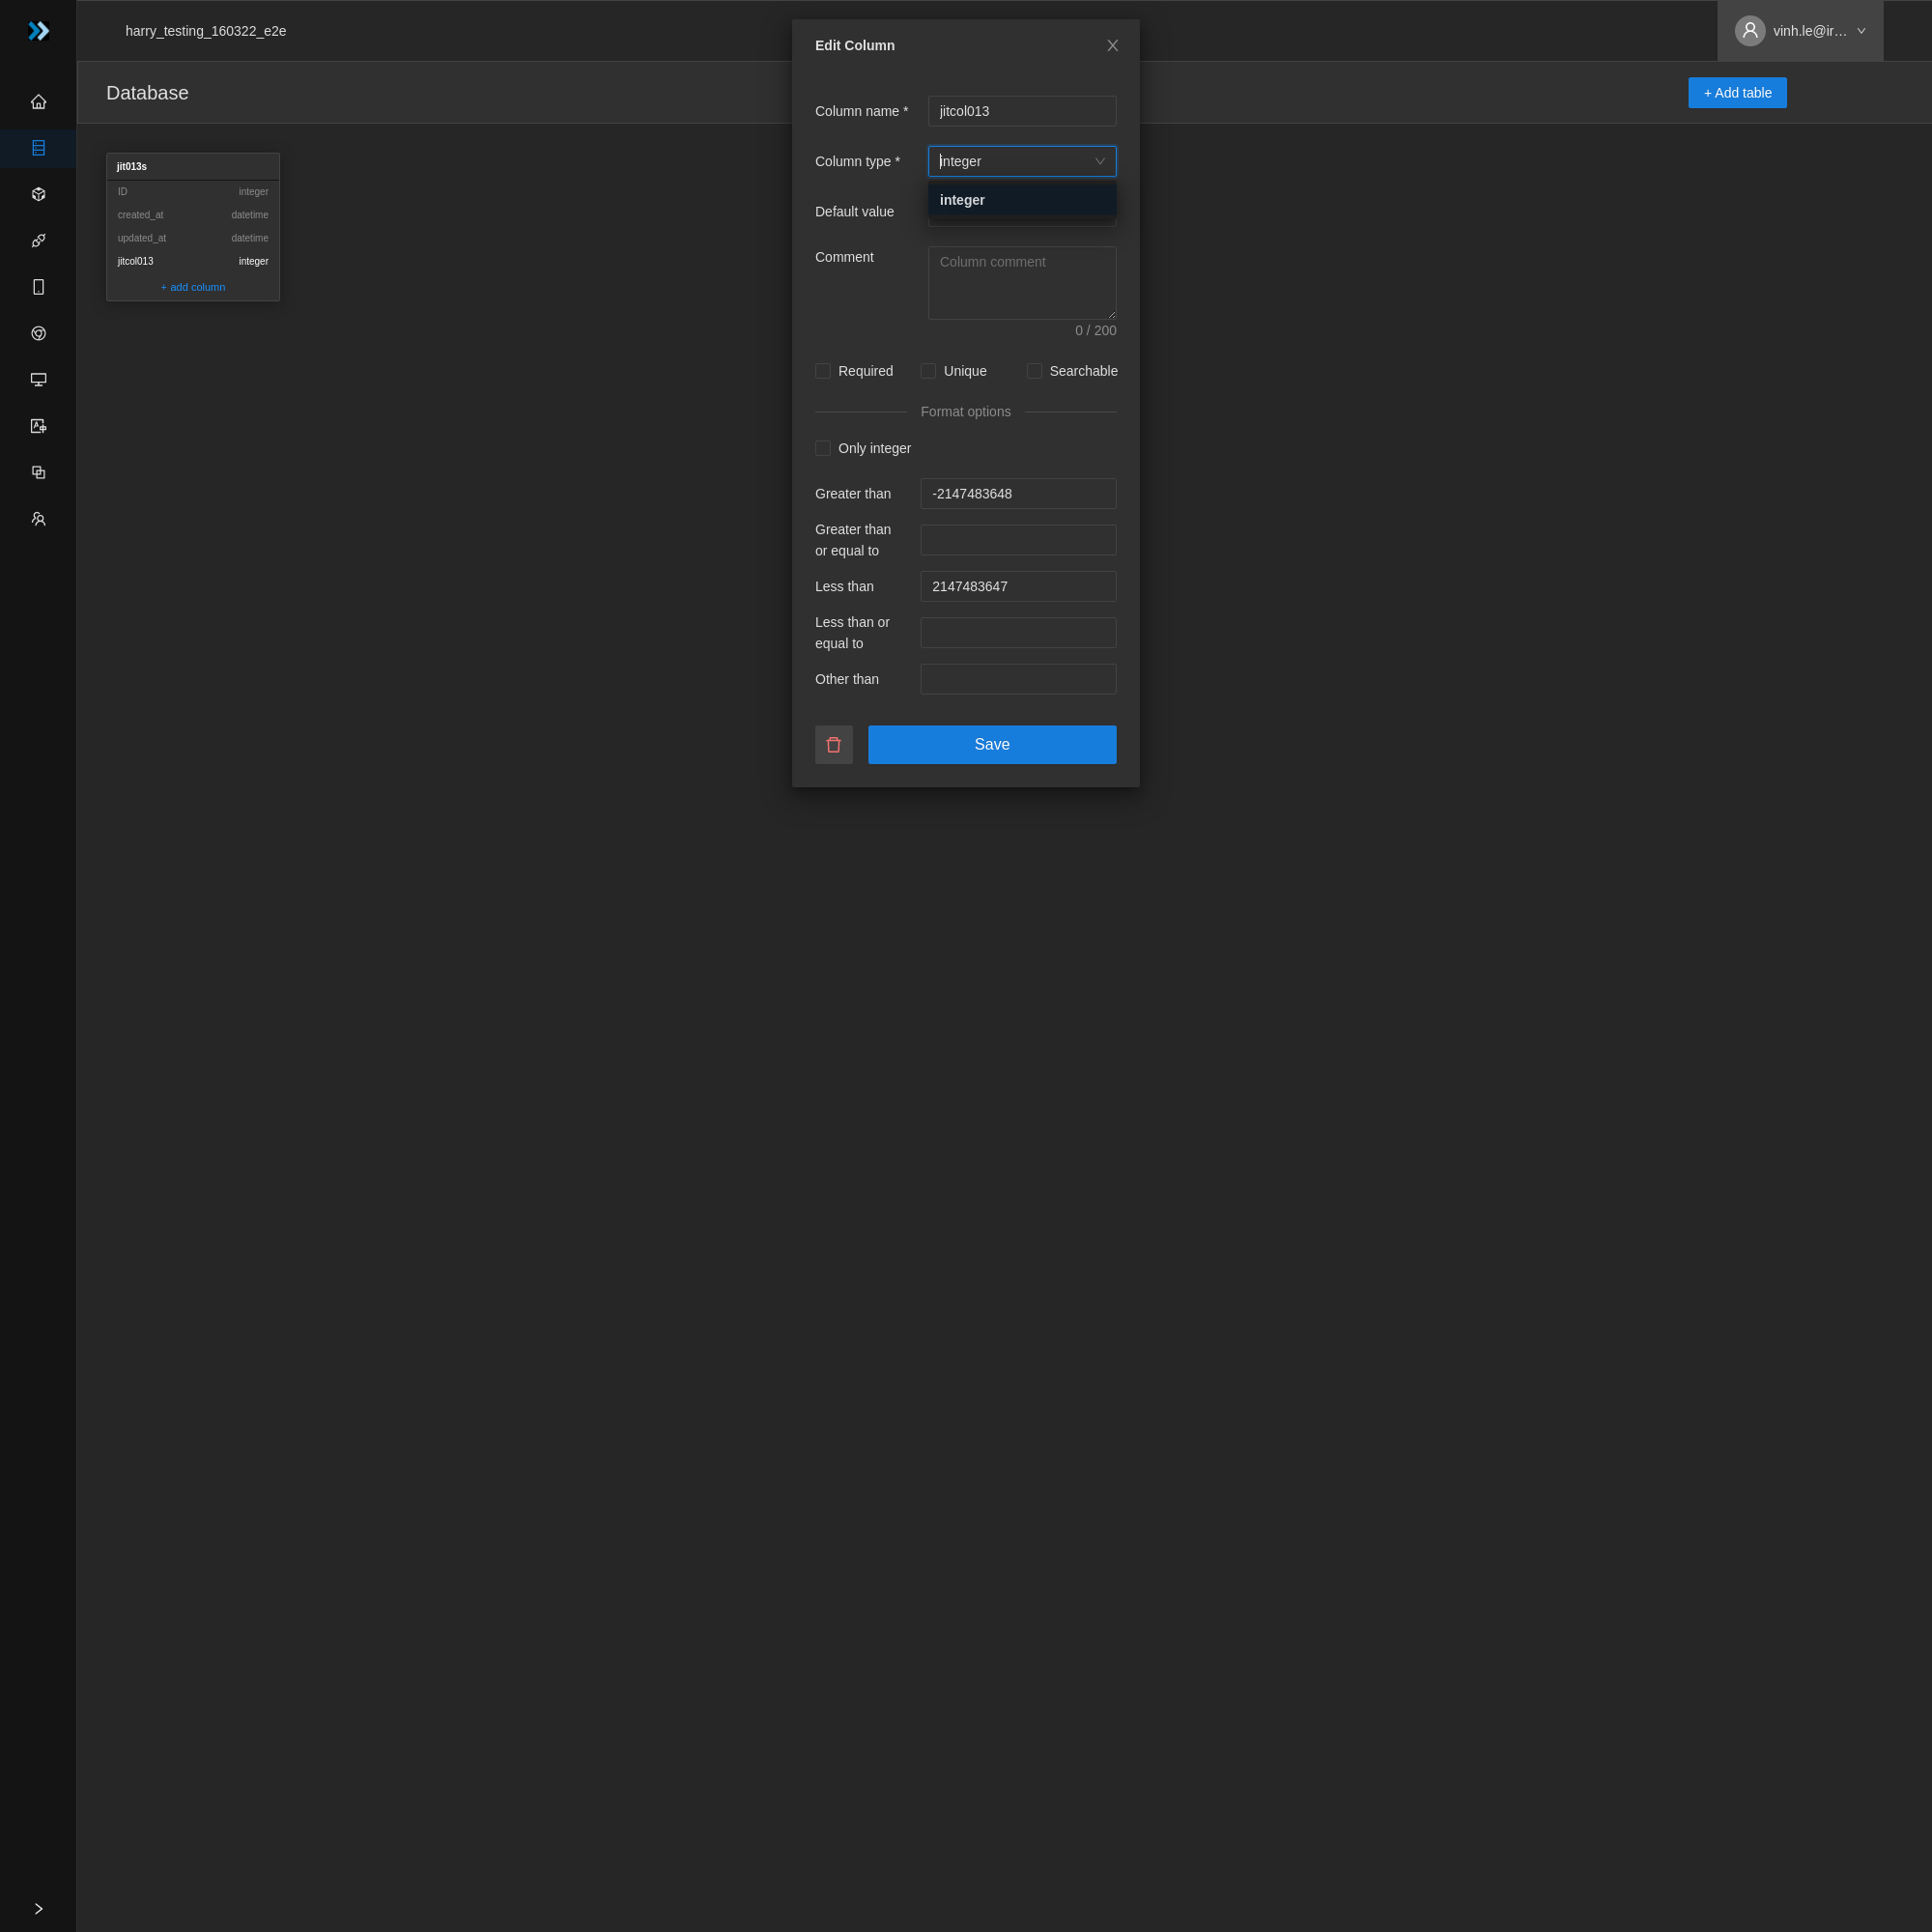 harry_testing_160322_e2e
vinh.le@ir…
Database
+ Add table
jit013s
ID integer
created_at datetime
updated_at datetime
jitcol013 integer
+ add column
Edit Column
Column name *
jitcol013
Column type *
integer
integer
Default value
Comment
Column comment
0 / 200
Required
Unique
Searchable
Format options
Only integer
Greater than
-2147483648
Greater than
or equal to
Less than
2147483647
Less than or
equal to
Other than
Save